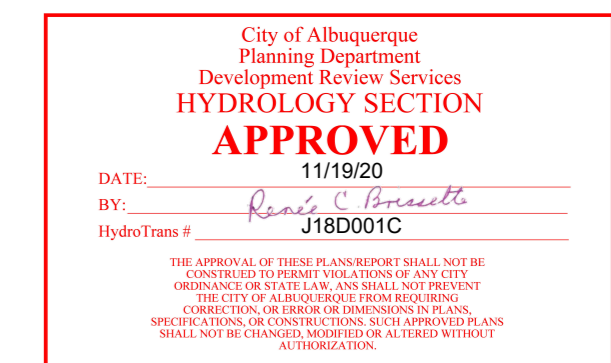 City of Albuquerque
Planning Department
Development Review Services
HYDROLOGY SECTION
APPROVED
DATE: 11/19/20
BY: Renée C. Brissette
HydroTrans # J18D001C
THE APPROVAL OF THESE PLANS/REPORT SHALL NOT BE
CONSTRUED TO PERMIT VIOLATIONS OF ANY CITY
ORDINANCE OR STATE LAW, ANS SHALL NOT PREVENT
THE CITY OF ALBUQUERQUE FROM REQUIRING
CORRECTION, OR ERROR OR DIMENSIONS IN PLANS,
SPECIFICATIONS, OR CONSTRUCTIONS. SUCH APPROVED PLANS
SHALL NOT BE CHANGED, MODIFIED OR ALTERED WITHOUT
AUTHORIZATION.